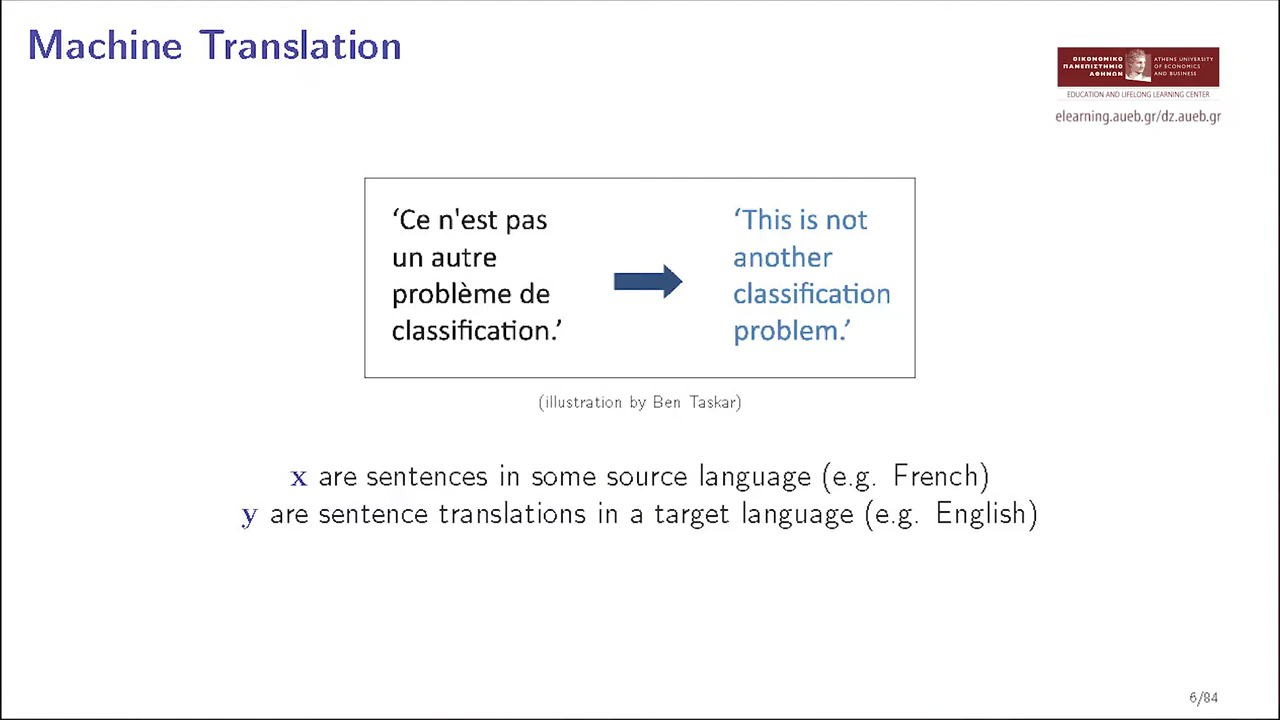 Machine Translation
ΟΙΚΟΝΟΜΙΚΟ
ΠΑΝΕΠΙΣΤΗΜΙΟ
ΑΘΗΝΩΝ
ATHENS UNIVERSITY
OF ECONOMICS
AND BUSINESS
EDUCATION AND LIFELONG LEARNING CENTER
elearning.aueb.gr/dz.aueb.gr
‘Ce n'est pas
un autre
problème de
classification.’
‘This is not
another
classification
problem.’
(illustration by Ben Taskar)
x are sentences in some source language (e.g. French)
y are sentence translations in a target language (e.g. English)
6/84